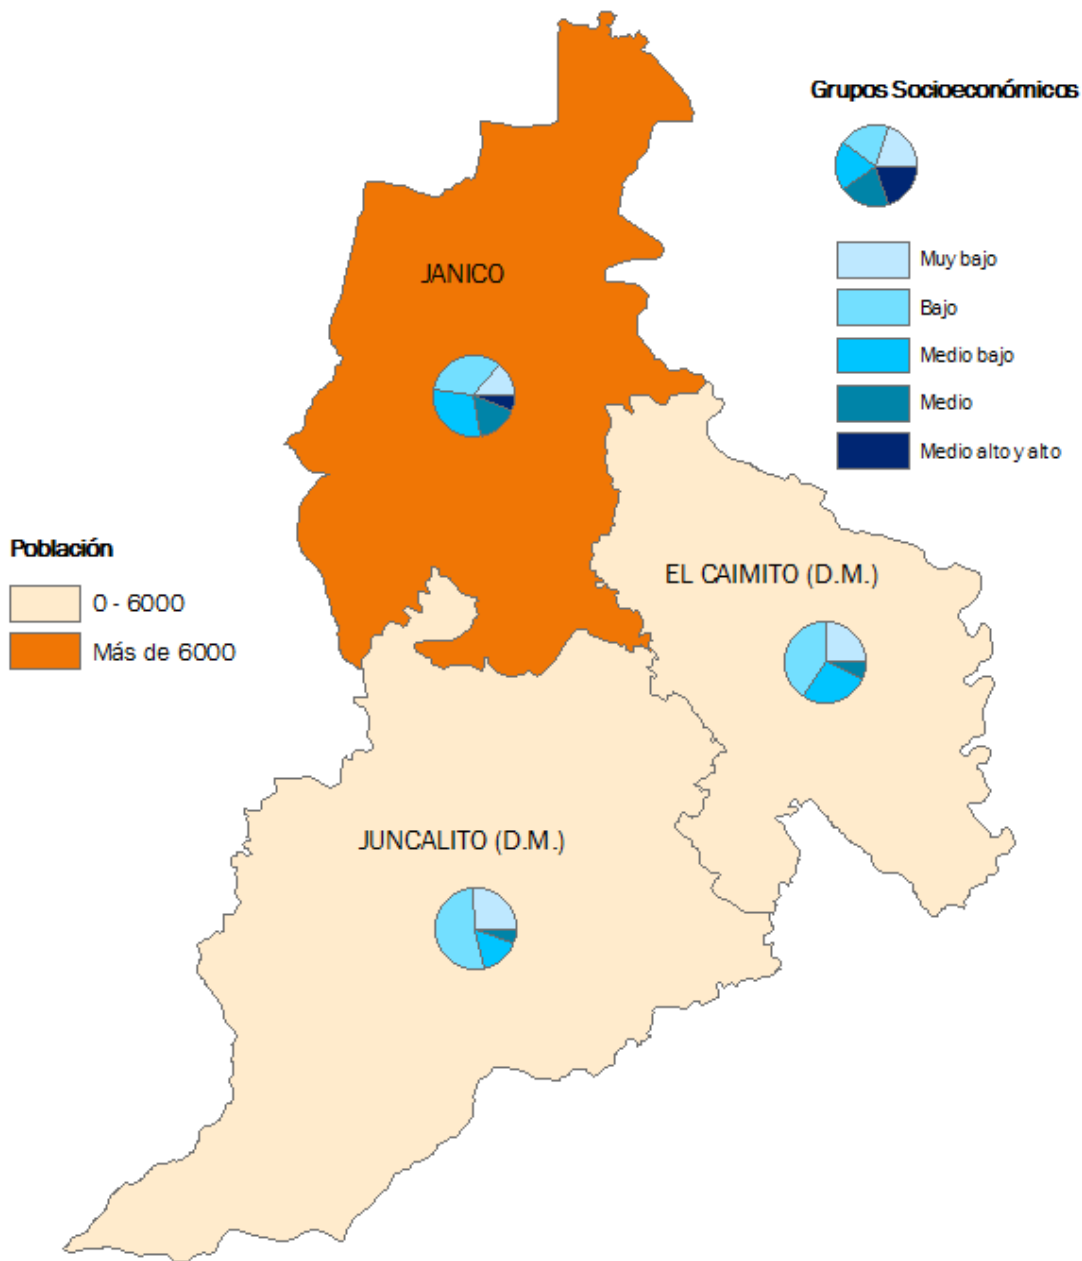 Grupos Socioeconómicos
Muy bajo
Bajo
Medio bajo
Medio
Medio alto y alto
JANICO
Población
0 - 6000
Más de 6000
EL CAIMITO (D.M.)
JUNCALITO (D.M.)